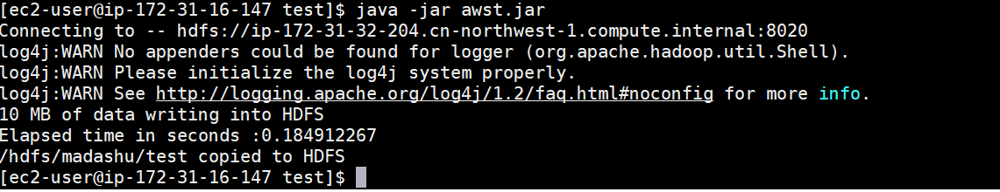 [ec2-user@ip-172-31-16-147 test]$ java -jar awst.jar
Connecting to -- hdfs://ip-172-31-32-204.cn-northwest-1.compute.internal:8020
log4j:WARN No appenders could be found for logger (org.apache.hadoop.util.Shell).
log4j:WARN Please initialize the log4j system properly.
log4j:WARN See http://logging.apache.org/log4j/1.2/faq.html#noconfig for more info.
10 MB of data writing into HDFS
Elapsed time in seconds :0.184912267
/hdfs/madashu/test copied to HDFS
[ec2-user@ip-172-31-16-147 test]$